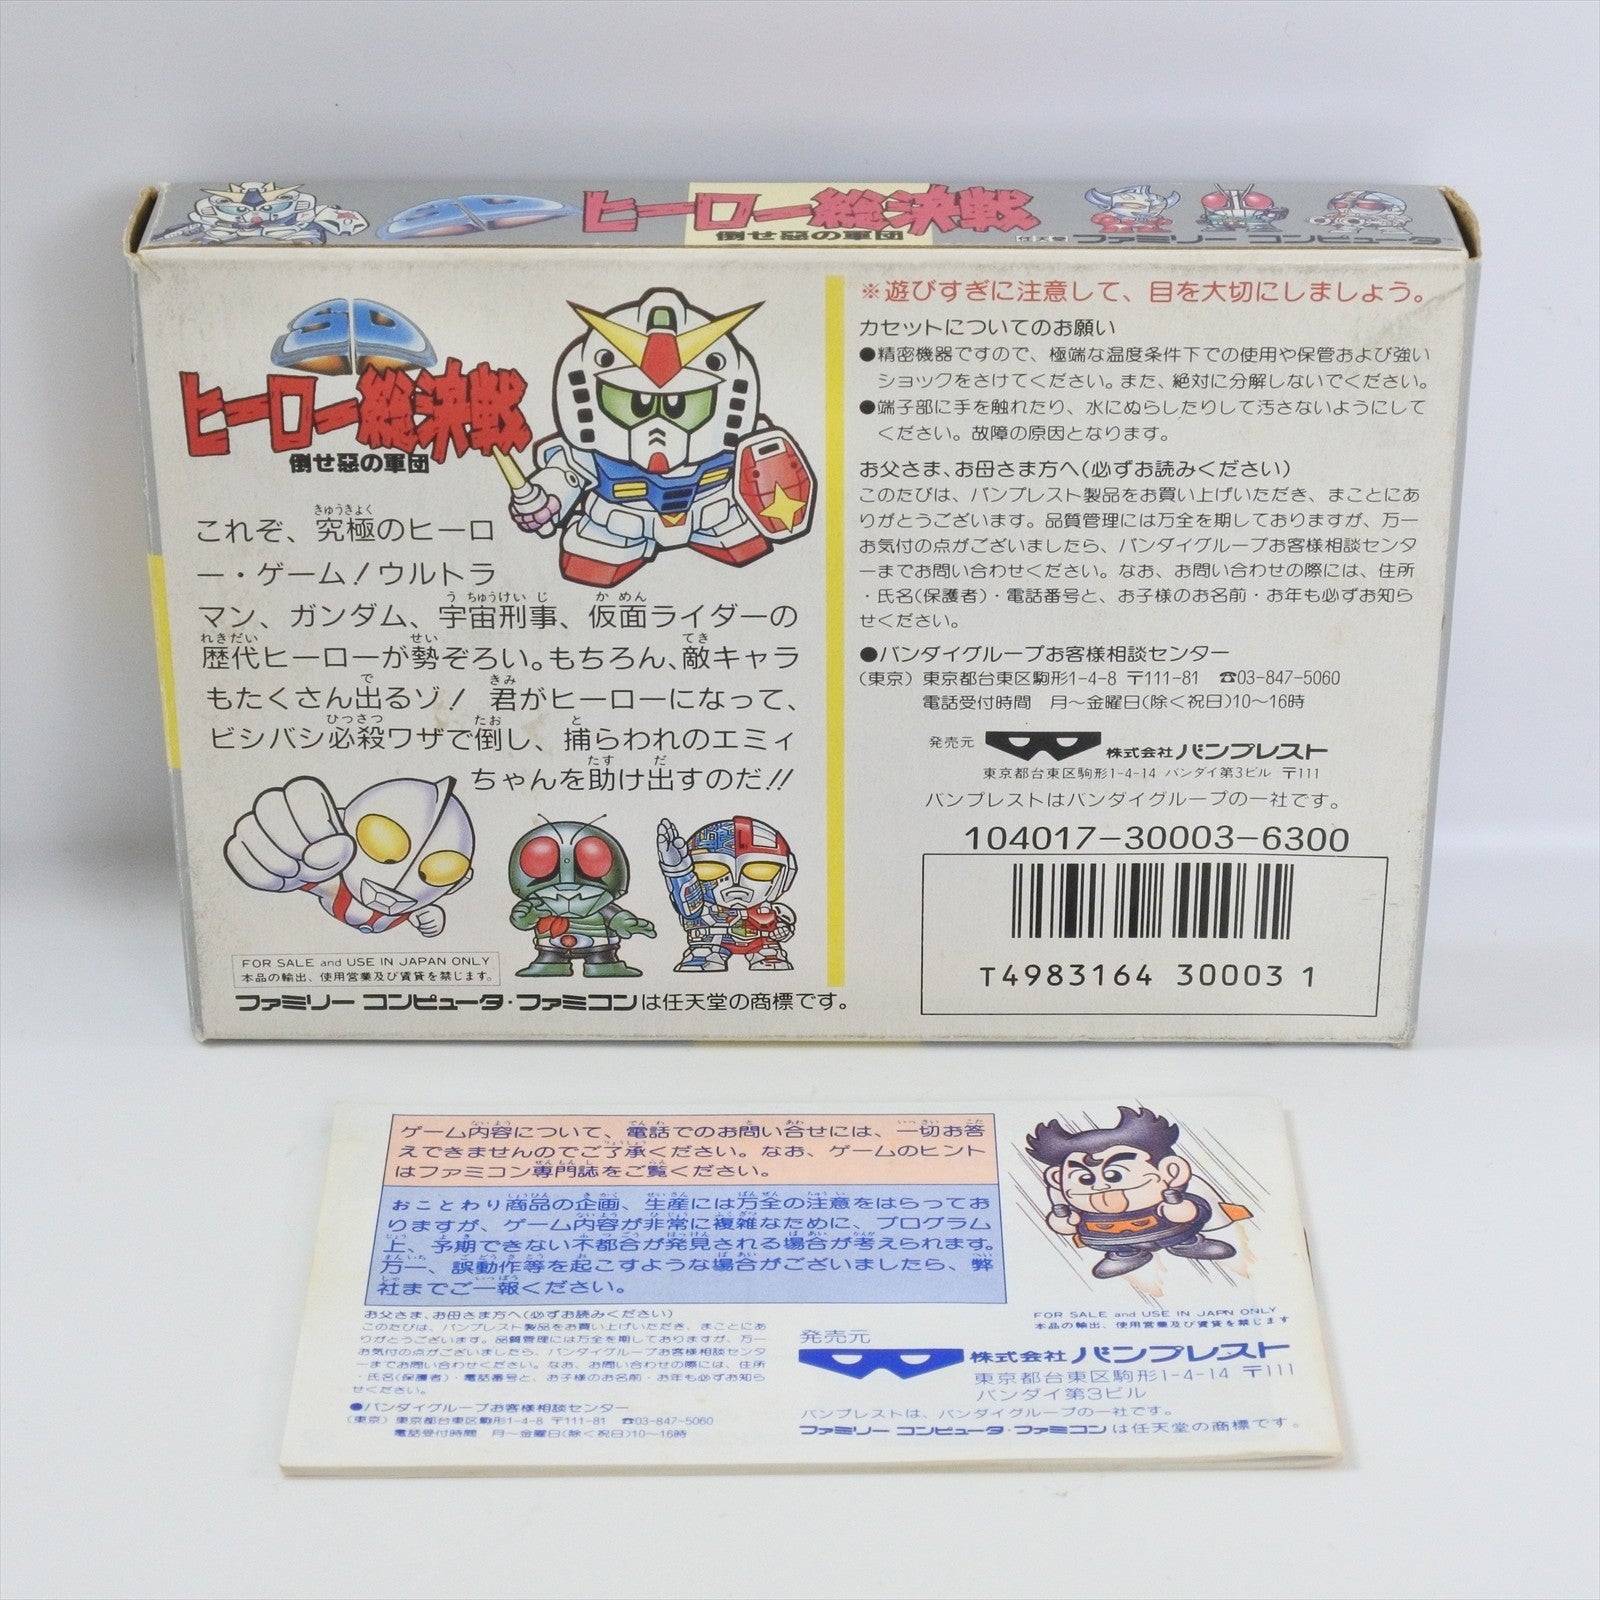 SD
ヒーロー総決戦
倒せ悪の軍団
任天堂 ファミリー コンピュータ™
SD
ヒーロー総決戦
倒せ悪の軍団
これぞ、究極のヒーロ
ー・ゲーム!ウルトラ
マン、ガンダム、宇宙刑事、仮面ライダーの
歴代ヒーローが勢ぞろい。もちろん、敵キャラ
もたくさん出るゾ! 君がヒーローになって、
ビシバシ必殺ワザで倒し、捕らわれのエミィ
ちゃんを助け出すのだ!!
FOR SALE and USE IN JAPAN ONLY
本品の輸出、使用営業及び賃貸を禁じます。
ファミリー コンピュータ・ファミコンは任天堂の商標です。
※遊びすぎに注意して、目を大切にしましょう。
カセットについてのお願い
●精密機器ですので、極端な温度条件下での使用や保管および強い
ショックをさけてください。また、絶対に分解しないでください。
●端子部に手を触れたり、水にぬらしたりして汚さないようにして
ください。故障の原因となります。
お父さま、お母さま方へ(必ずお読みください)
このたびは、バンプレスト製品をお買い上げいただき、まことにあ
りがとうございます。品質管理には万全を期しておりますが、万一
お気付の点がございましたら、バンダイグループお客様相談センタ
ーまでお問い合わせください。なお、お問い合わせの際には、住所
・氏名(保護者)・電話番号と、お子様のお名前・お年も必ずお知ら
せください。
●バンダイグループお客様相談センター
(東京) 東京都台東区駒形1-4-8 〒111-81 ☎03-847-5060
電話受付時間 月〜金曜日(除く祝日)10〜16時
発売元 株式会社 バンプレスト
東京都台東区駒形1-4-14 バンダイ第3ビル 〒111
バンプレストはバンダイグループの一社です。
104017-30003-6300
T4983164 30003 1
ゲーム内容について、電話でのお問い合せには、一切お答
えできませんのでご了承ください。なお、ゲームのヒント
はファミコン専門誌をご覧ください。
おことわり 商品の企画、生産には万全の注意をはらってお
りますが、ゲーム内容が非常に複雑なために、プログラム
上、予期できない不都合が発見される場合が考えられます。
万一、誤動作等を起こすような場合がございましたら、弊
社までご一報ください。
お父さま、お母さま方へ(必ずお読みください)
このたびは、バンプレスト製品をお買い上げいただき、まことにあ
りがとうございます。品質管理には万全を期しておりますが、万一
お気付の点がございましたら、バンダイグループお客様相談センタ
ーまでお問い合わせください。なお、お問い合わせの際には、住所
・氏名(保護者)・電話番号と、お子様のお名前・お年も必ずお知ら
せください。
●バンダイグループお客様相談センター
(東京) 東京都台東区駒形1-4-8 〒111-81 ☎03-847-5060
電話受付時間 月〜金曜日(除く祝日)10〜16時
FOR SALE and USE IN JAPAN ONLY
本品の輸出、使用営業及び賃貸を禁じます
発売元
株式会社 バンプレスト
東京都台東区駒形1-4-14 〒111
バンダイ第3ビル
バンプレストは、バンダイグループの一社です。
ファミリー コンピュータ・ファミコンは任天堂の商標です。